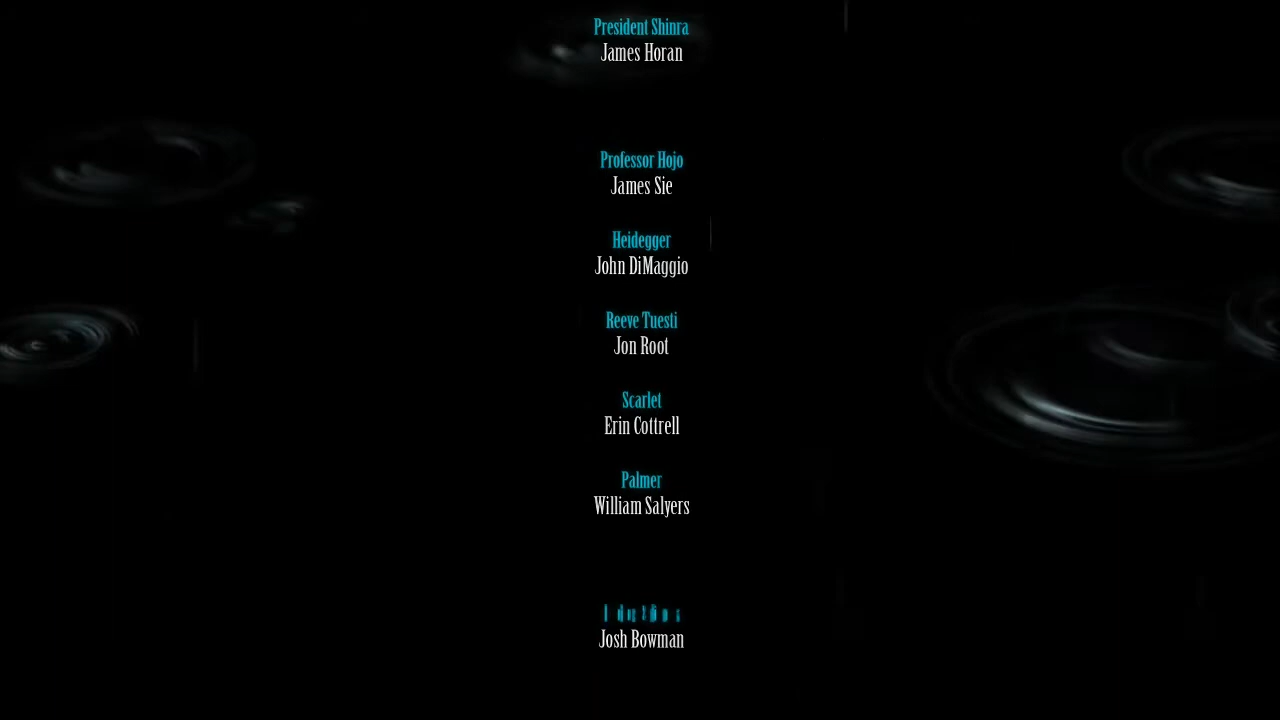 President Shinra
James Horan
Professor Hojo
James Sie
Heidegger
John DiMaggio
Reeve Tuesti
Jon Root
Scarlet
Erin Cottrell
Palmer
William Salyers
Josh Bowman